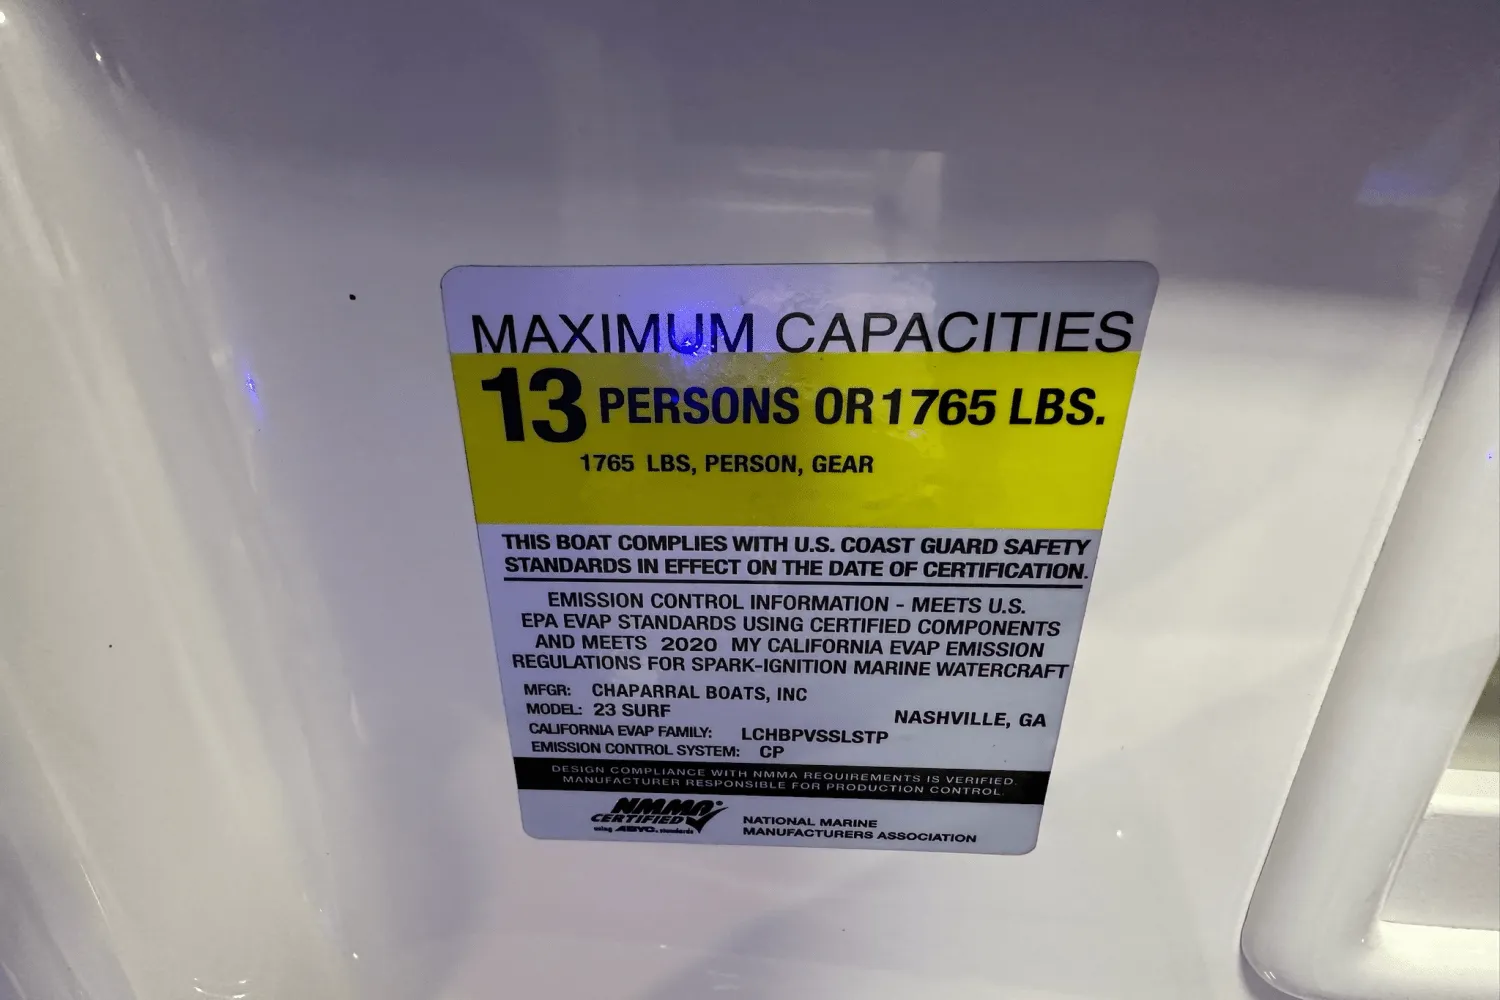 MAXIMUM CAPACITIES
13 PERSONS OR 1765 LBS.
1765 LBS, PERSON, GEAR
THIS BOAT COMPLIES WITH U.S. COAST GUARD SAFETY
STANDARDS IN EFFECT ON THE DATE OF CERTIFICATION.
EMISSION CONTROL INFORMATION - MEETS U.S.
EPA EVAP STANDARDS USING CERTIFIED COMPONENTS
AND MEETS 2020 MY CALIFORNIA EVAP EMISSION
REGULATIONS FOR SPARK-IGNITION MARINE WATERCRAFT
MFGR: CHAPARRAL BOATS, INC
MODEL: 23 SURF
NASHVILLE, GA
CALIFORNIA EVAP FAMILY: LCHBPVSSLSTP
EMISSION CONTROL SYSTEM: CP
DESIGN COMPLIANCE WITH NMMA REQUIREMENTS IS VERIFIED.
MANUFACTURER RESPONSIBLE FOR PRODUCTION CONTROL.
NMMA®
CERTIFIED
using ABYC. standards
NATIONAL MARINE
MANUFACTURERS ASSOCIATION